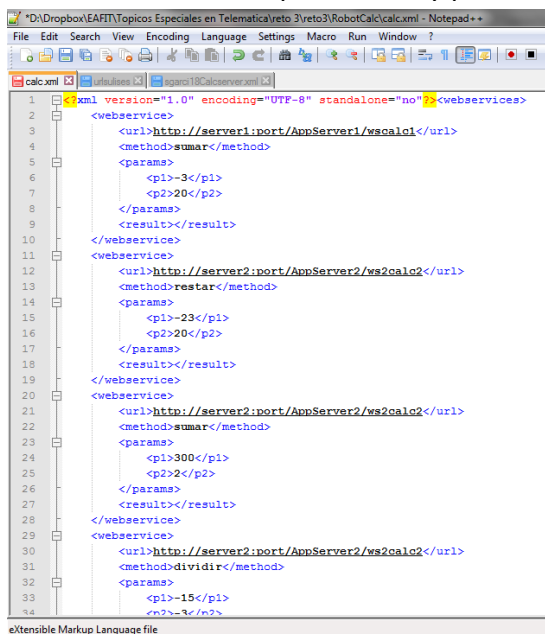 *D:\Dropbox\EAFIT\Topicos Especiales en Telematica\reto 3\reto3\RobotCalc\calc.xml - Notepad++
File Edit Search View Encoding Language Settings Macro Run Window ?
calc.xml urlsulises sgarci18Calcserver.xml
1 <?xml version="1.0" encoding="UTF-8" standalone="no"?><webservices>
2 <webservice>
3 <url>http://server1:port/AppServer1/wscalc1</url>
4 <method>sumar</method>
5 <params>
6 <p1>-3</p1>
7 <p2>20</p2>
8 </params>
9 <result></result>
10 </webservice>
11 <webservice>
12 <url>http://server2:port/AppServer2/ws2calc2</url>
13 <method>restar</method>
14 <params>
15 <p1>-23</p1>
16 <p2>20</p2>
17 </params>
18 <result></result>
19 </webservice>
20 <webservice>
21 <url>http://server2:port/AppServer2/ws2calc2</url>
22 <method>sumar</method>
23 <params>
24 <p1>300</p1>
25 <p2>2</p2>
26 </params>
27 <result></result>
28 </webservice>
29 <webservice>
30 <url>http://server2:port/AppServer2/ws2calc2</url>
31 <method>dividir</method>
32 <params>
33 <p1>-15</p1>
34 <p2>-3</p2>
eXtensible Markup Language file